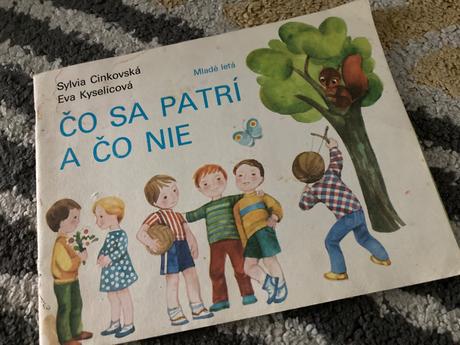 Sylvia Cinkovská
Eva Kyselicová
Mladé letá
ČO SA PATRÍ
A ČO NIE